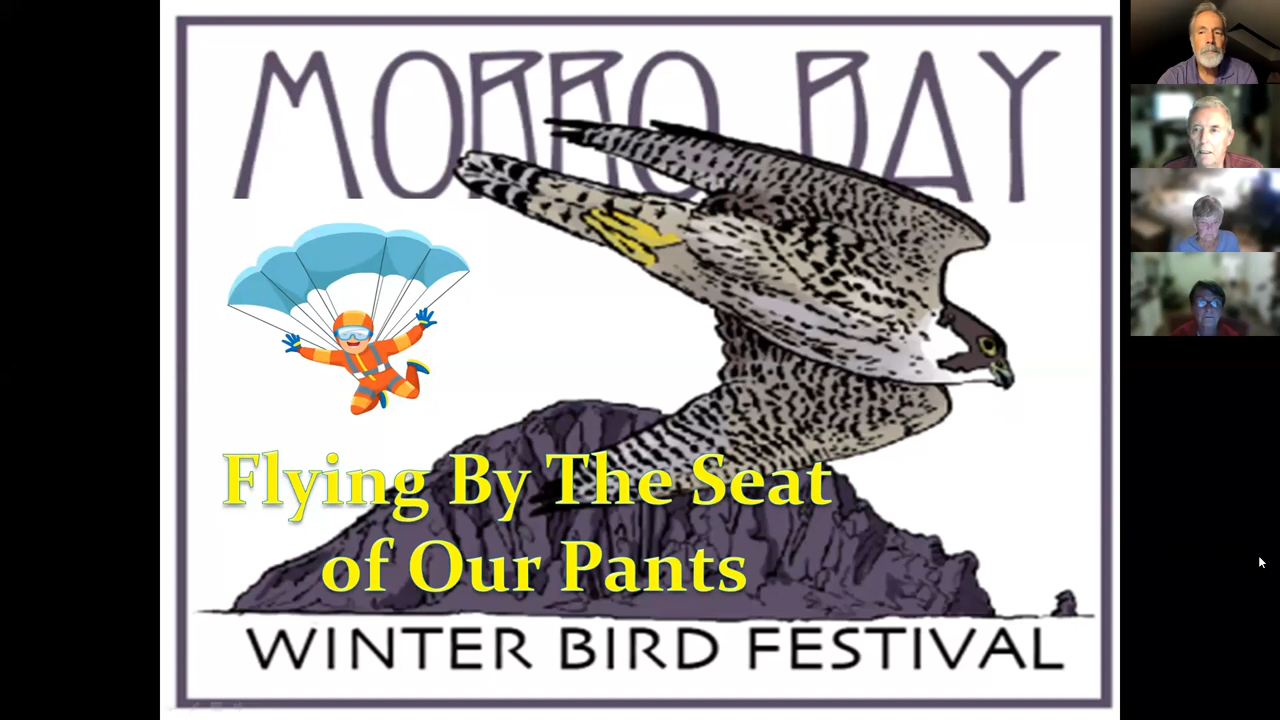 MORRO BAY
Flying By The Seat
of Our Pants
WINTER BIRD FESTIVAL